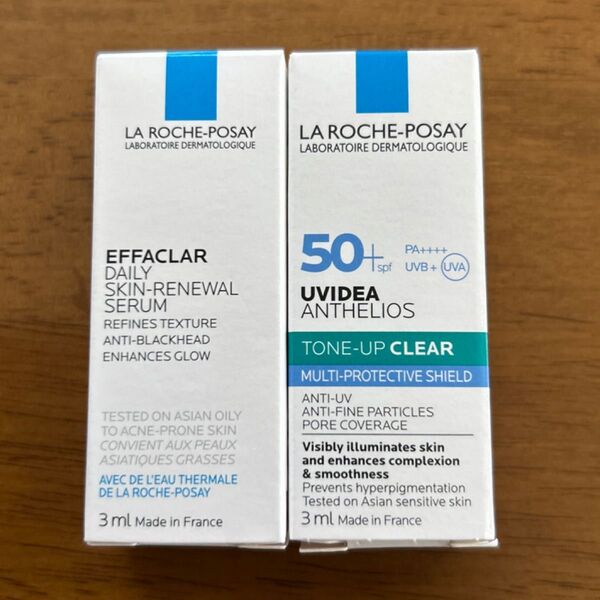 LA ROCHE-POSAY
LABORATOIRE DERMATOLOGIQUE
EFFACLAR
DAILY
SKIN-RENEWAL
SERUM
REFINES TEXTURE
ANTI-BLACKHEAD
ENHANCES GLOW
TESTED ON ASIAN OILY
TO ACNE-PRONE SKIN
CONVIENT AUX PEAUX
ASIATIQUES GRASSES
AVEC DE L'EAU THERMALE
DE LA ROCHE-POSAY
3 ml Made in France
LA ROCHE-POSAY
LABORATOIRE DERMATOLOGIQUE
50+ spf
PA++++
UVB + UVA
UVIDEA
ANTHELIOS
TONE-UP CLEAR
MULTI-PROTECTIVE SHIELD
ANTI-UV
ANTI-FINE PARTICLES
PORE COVERAGE
Visibly illuminates skin
and enhances complexion
& smoothness
Prevents hyperpigmentation
Tested on Asian sensitive skin
3 ml Made in France